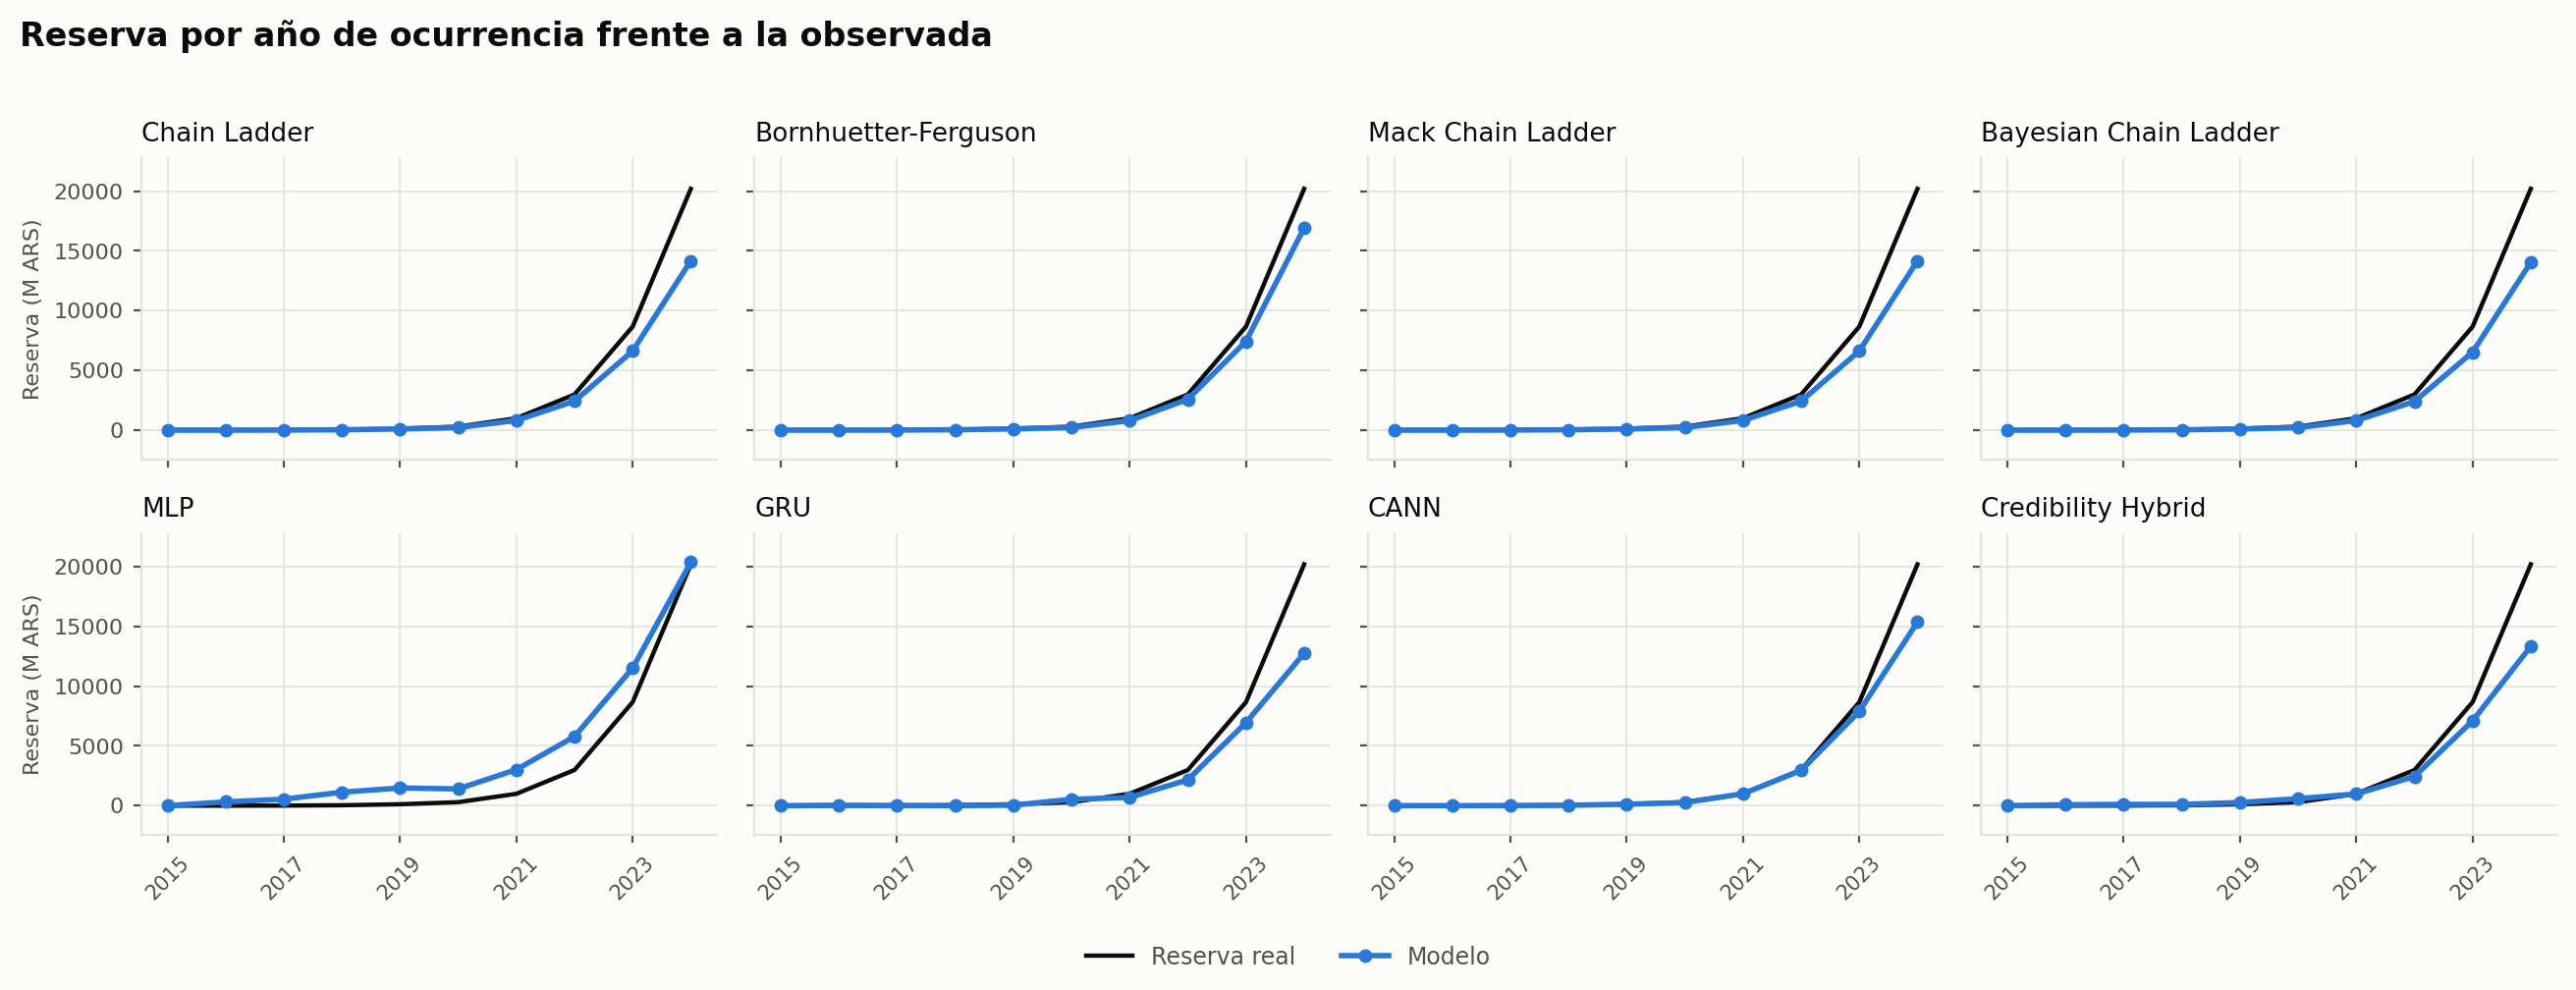 Reserva por año de ocurrencia frente a la observada
Chain Ladder
Bornhuetter-Ferguson
Mack Chain Ladder
Bayesian Chain Ladder
Reserva (M ARS)
20000
15000
10000
5000
0
MLP
GRU
CANN
Credibility Hybrid
Reserva (M ARS)
20000
15000
10000
5000
0
2015 2017 2019 2021 2023
2015 2017 2019 2021 2023
2015 2017 2019 2021 2023
2015 2017 2019 2021 2023
Reserva real
Modelo